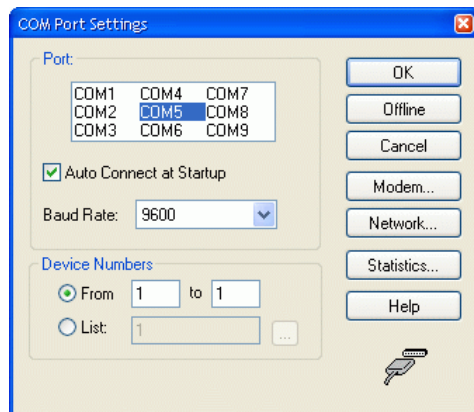 COM Port Settings
Port:
COM1 COM4 COM7
COM2 COM5 COM8
COM3 COM6 COM9
Auto Connect at Startup
Baud Rate: 9600
Device Numbers
From 1 to 1
List: 1 ...
OK
Offline
Cancel
Modem...
Network...
Statistics...
Help